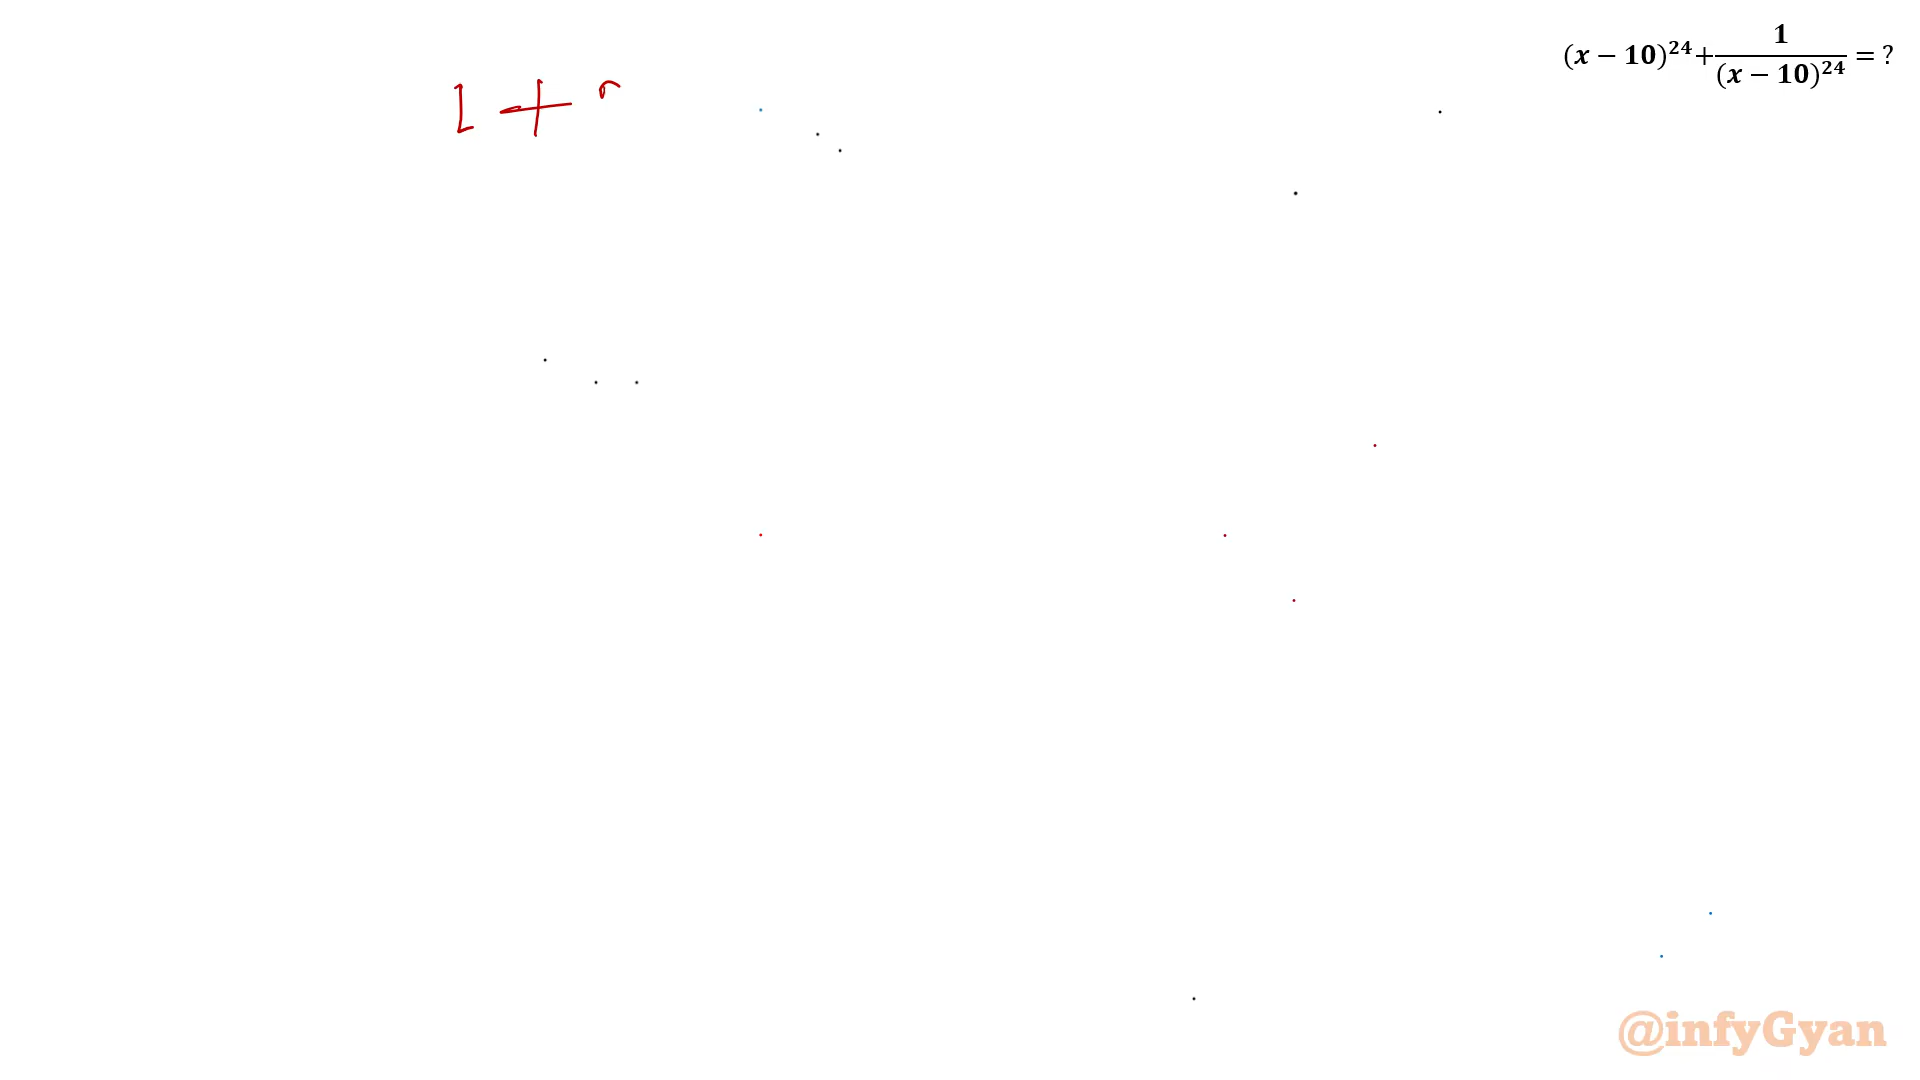 (x − 10)²⁴+1/(x − 10)²⁴ = ?
1 +
@infyGyan